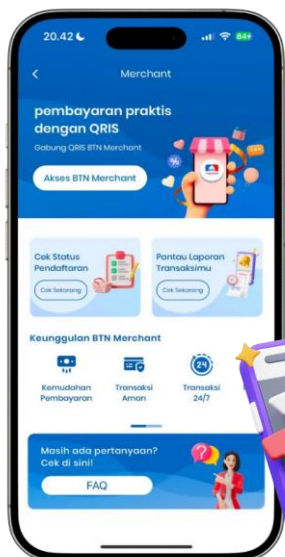 20.42
64
Merchant
pembayaran praktis
dengan QRIS
Gabung QRIS BTN Merchant
Akses BTN Merchant
Cek Status
Pendaftaran
Cek Sekarang
Pantau Laporan
Transaksimu
Cek Sekarang
Keunggulan BTN Merchant
24
Kemudahan
Pembayaran
Transaksi
Aman
Transaksi
24/7
Masih ada pertanyaan?
Cek di sini!
FAQ